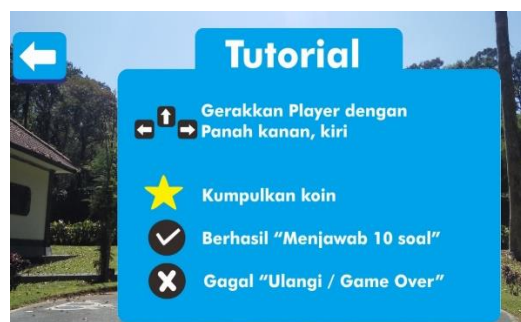 Tutorial
Gerakkan Player dengan
Panah kanan, kiri
Kumpulkan koin
Berhasil “Menjawab 10 soal”
Gagal “Ulangi / Game Over”